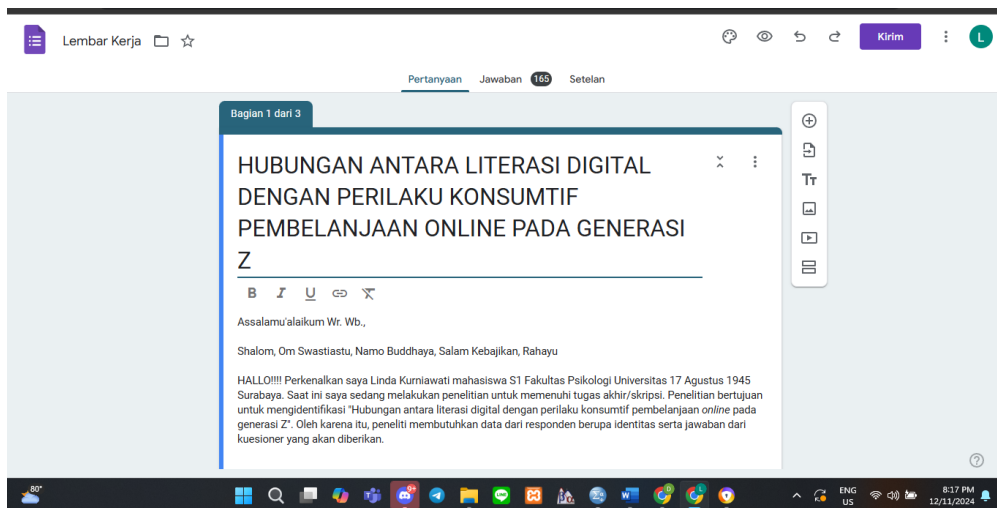 Lembar Kerja
Kirim
L
Pertanyaan Jawaban 165 Setelan
Bagian 1 dari 3
HUBUNGAN ANTARA LITERASI DIGITAL
DENGAN PERILAKU KONSUMTIF
PEMBELANJAAN ONLINE PADA GENERASI
Z
B I U
Assalamu'alaikum Wr. Wb.,
Shalom, Om Swastiastu, Namo Buddhaya, Salam Kebajikan, Rahayu
HALLO!!!! Perkenalkan saya Linda Kurniawati mahasiswa S1 Fakultas Psikologi Universitas 17 Agustus 1945
Surabaya. Saat ini saya sedang melakukan penelitian untuk memenuhi tugas akhir/skripsi. Penelitian bertujuan
untuk mengidentifikasi "Hubungan antara literasi digital dengan perilaku konsumtif pembelanjaan online pada
generasi Z". Oleh karena itu, peneliti membutuhkan data dari responden berupa identitas serta jawaban dari
kuesioner yang akan diberikan.
Tт
80°
9+
ENG
US
8:17 PM
12/11/2024